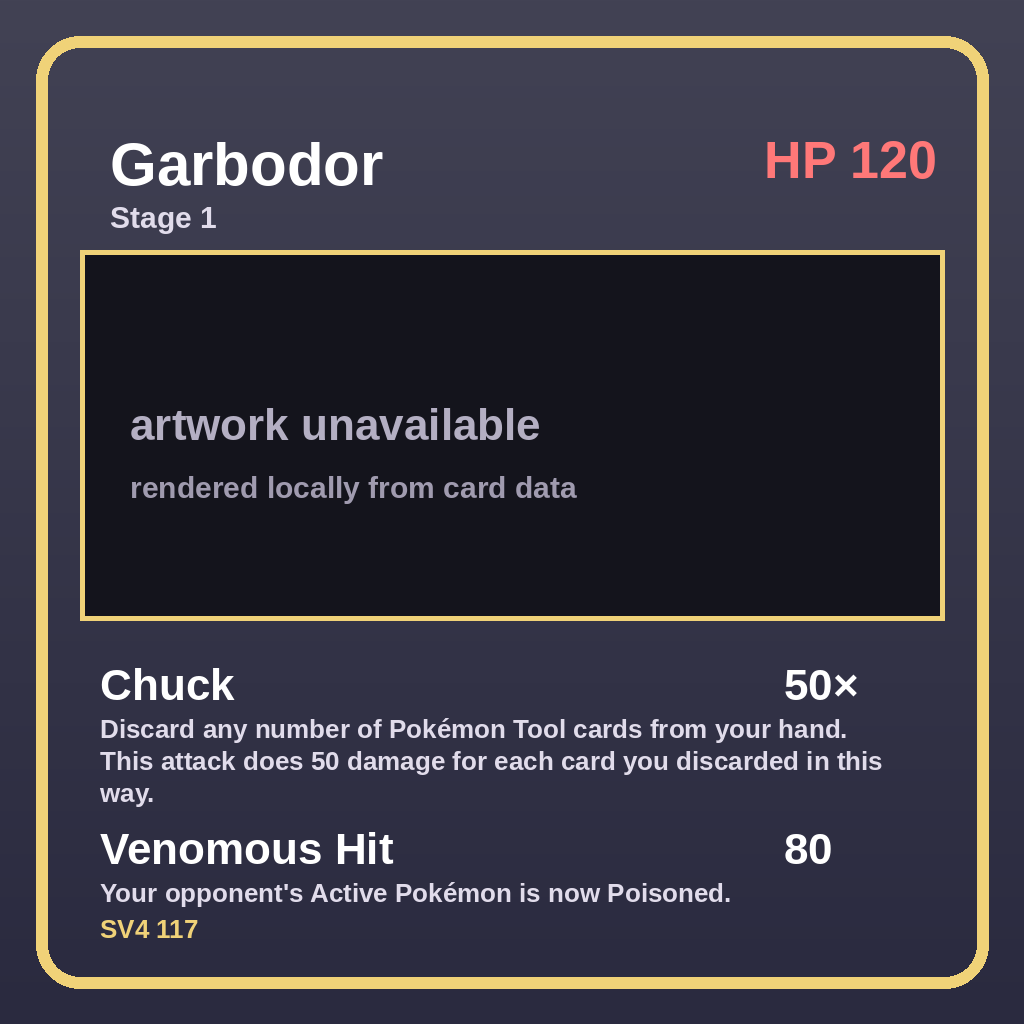 Garbodor
HP 120
Stage 1
artwork unavailable
rendered locally from card data
Chuck
50×
Discard any number of Pokémon Tool cards from your hand.
This attack does 50 damage for each card you discarded in this
way.
Venomous Hit
80
Your opponent's Active Pokémon is now Poisoned.
SV4 117